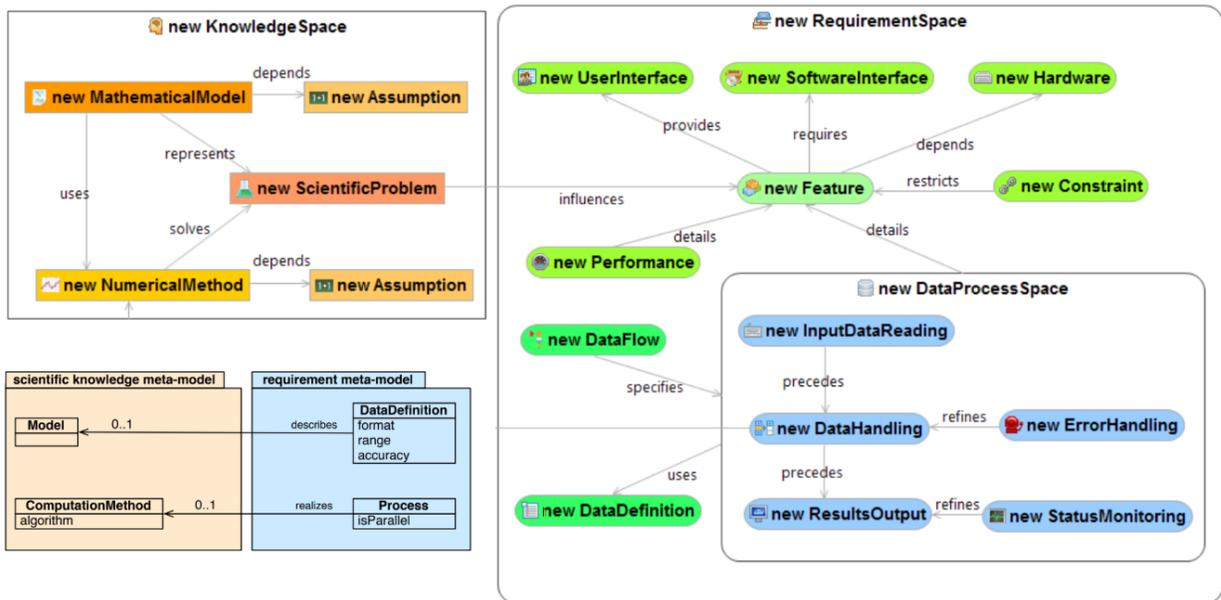 new KnowledgeSpace
depends
new MathematicalModel
new Assumption
represents
uses
new ScientificProblem
solves
depends
new NumericalMethod
new Assumption
influences
new RequirementSpace
new UserInterface
new SoftwareInterface
new Hardware
provides
requires
depends
new Feature
restricts
new Constraint
details
details
new Performance
new DataProcessSpace
new DataFlow
specifies
new InputDataReading
precedes
new DataHandling
refines
new ErrorHandling
precedes
uses
new DataDefinition
new ResultsOutput
refines
new StatusMonitoring
scientific knowledge meta-model
requirement meta-model
Model
0..1
describes
DataDefinition
format
range
accuracy
ComputationMethod
algorithm
0..1
realizes
Process
isParallel